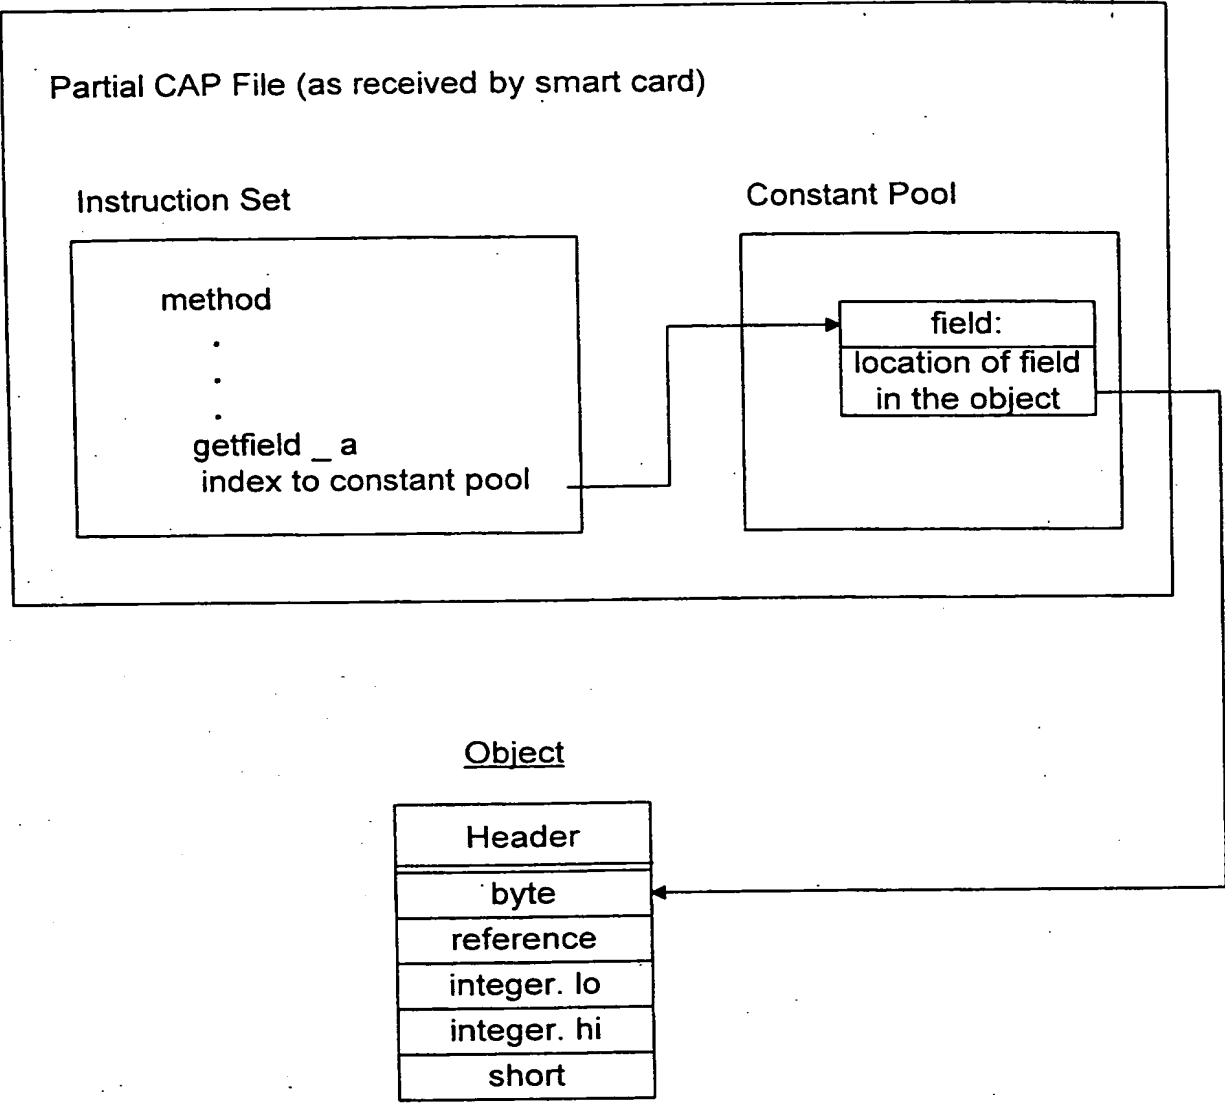 Partial CAP File (as received by smart card)
Instruction Set
Constant Pool
method
.
.
.
getfield _ a
index to constant pool
field:
location of field
in the object
Object
Header
byte
reference
integer. lo
integer. hi
short